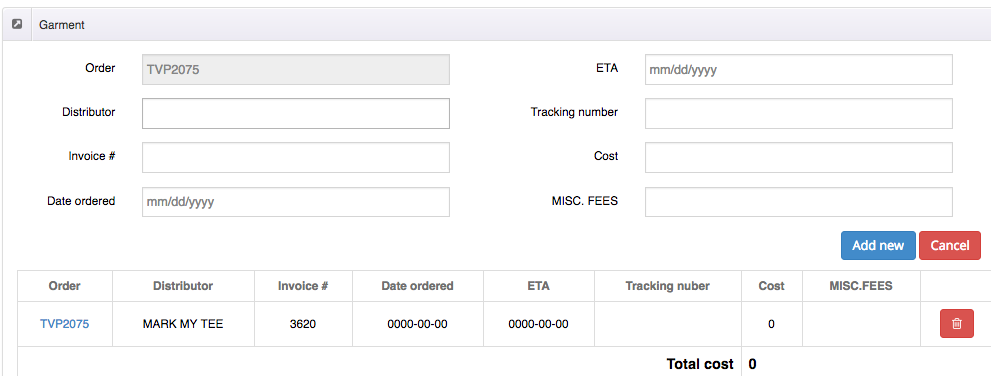 Garment
Order TVP2075 ETA mm/dd/yyyy
Distributor Tracking number
Invoice # Cost
Date ordered mm/dd/yyyy MISC. FEES
Add new Cancel
Order Distributor Invoice # Date ordered ETA Tracking nuber Cost MISC.FEES
TVP2075 MARK MY TEE 3620 0000-00-00 0000-00-00 0
Total cost 0